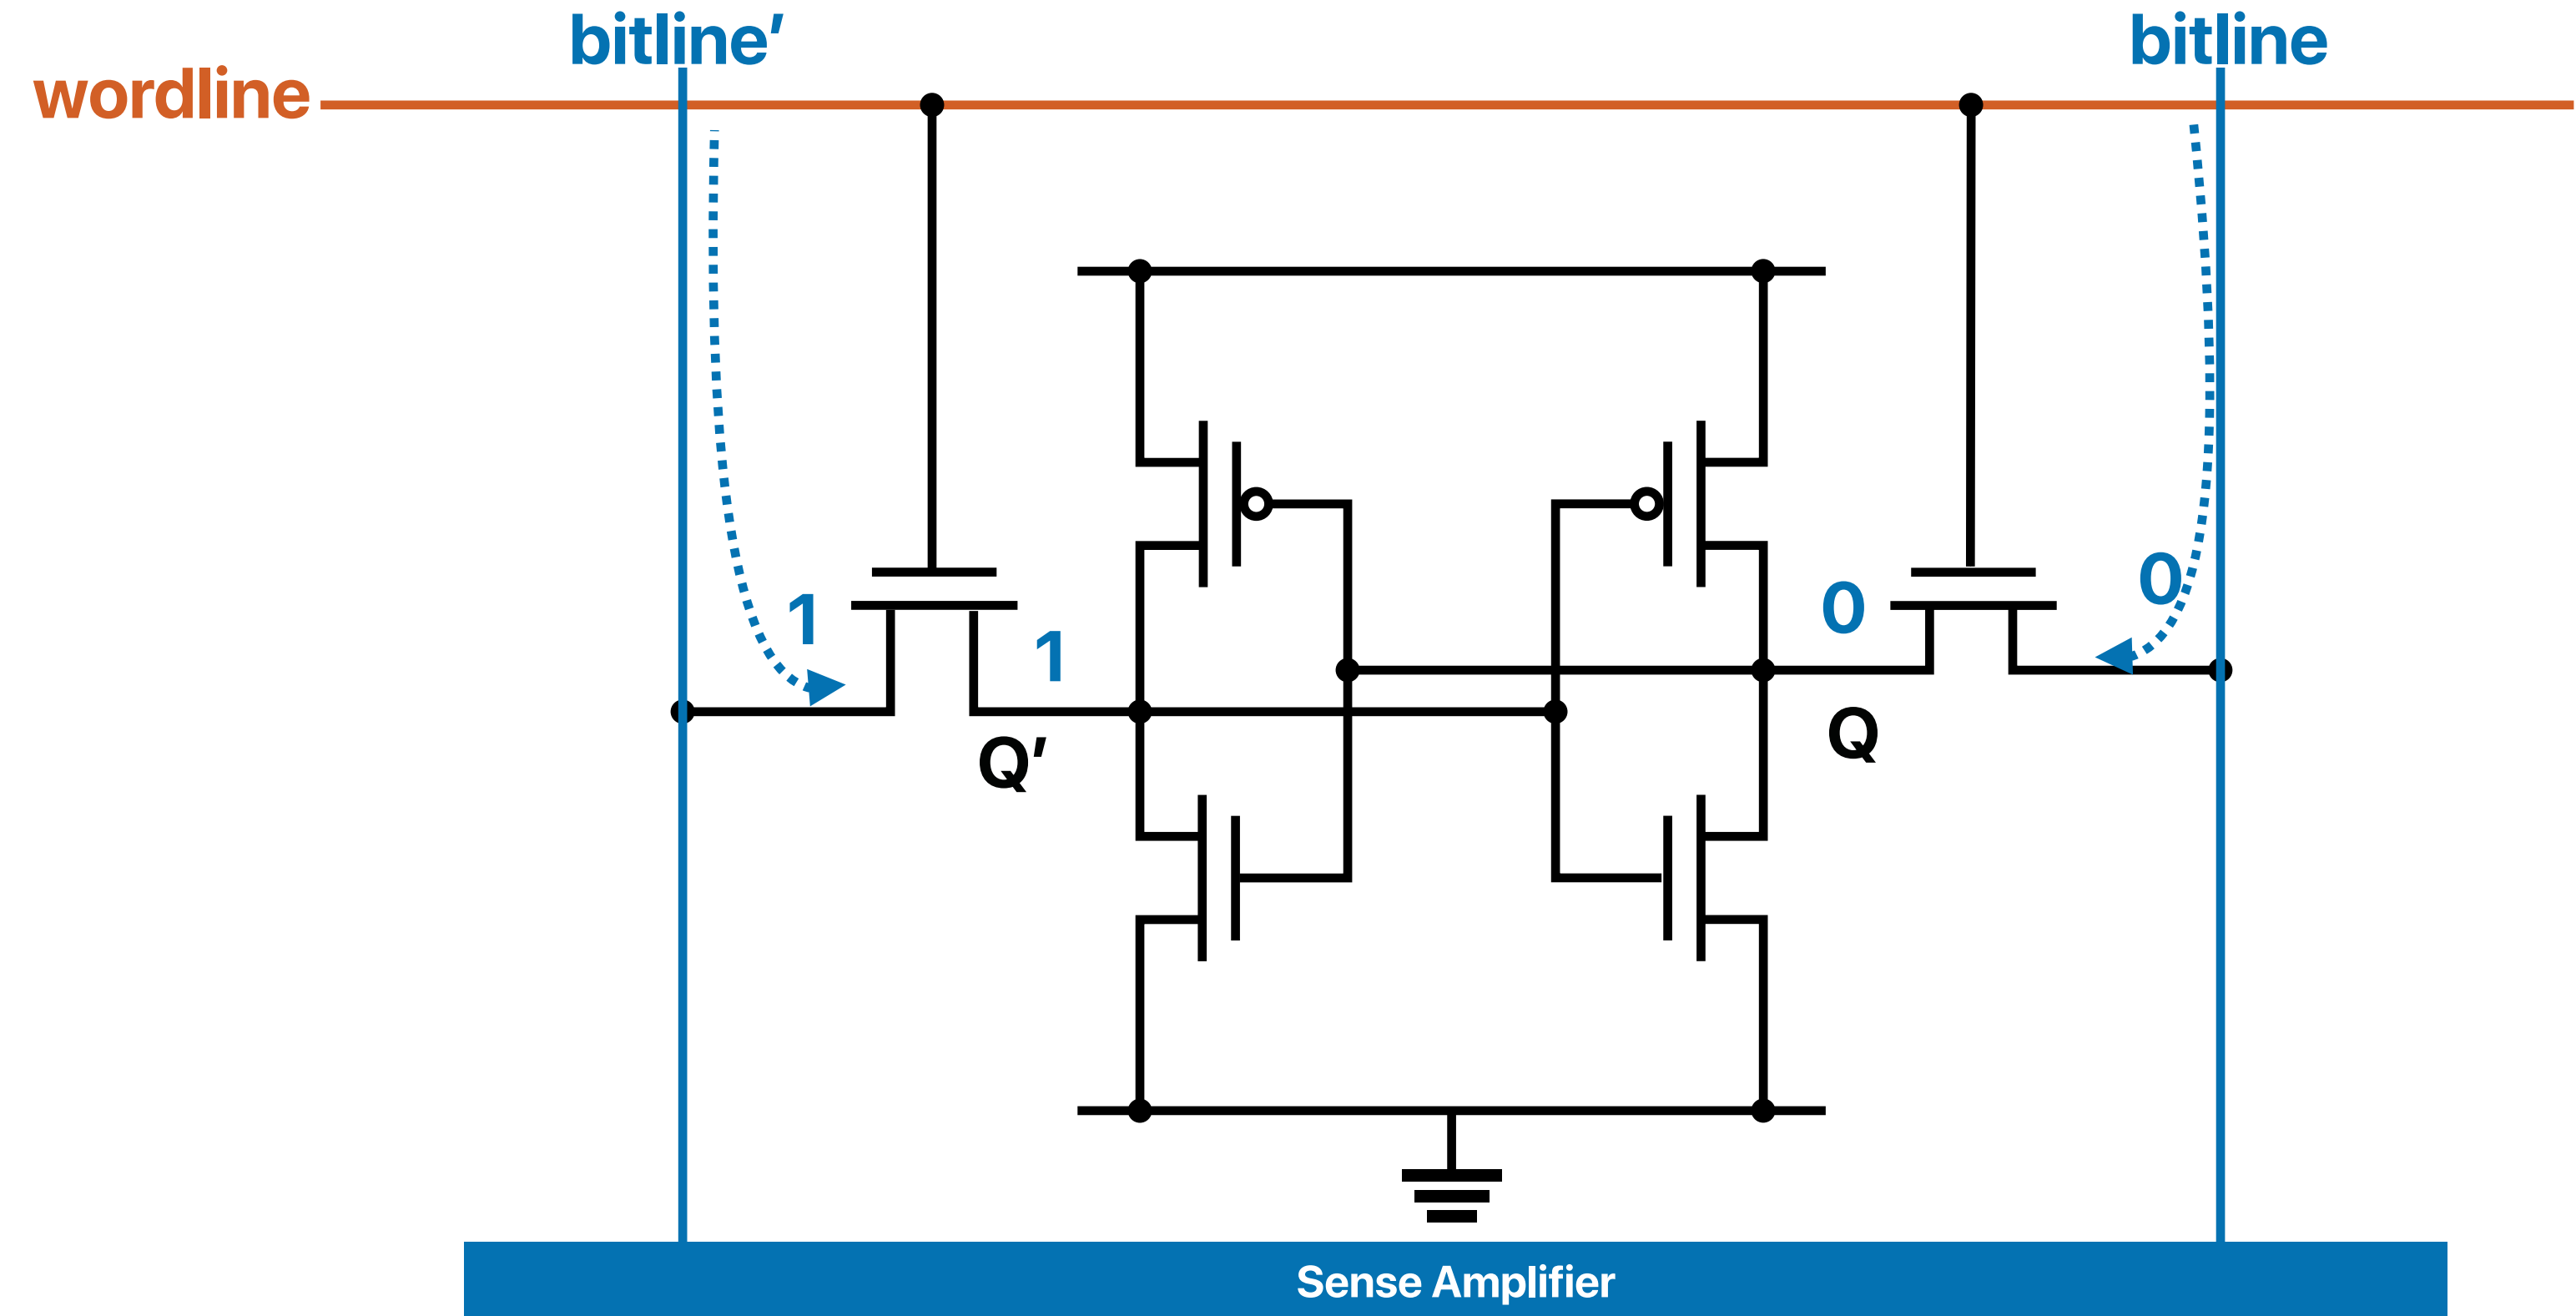 bitline’
bitline
wordline
1
1
0
0
Q’
Q
Sense Amplifier